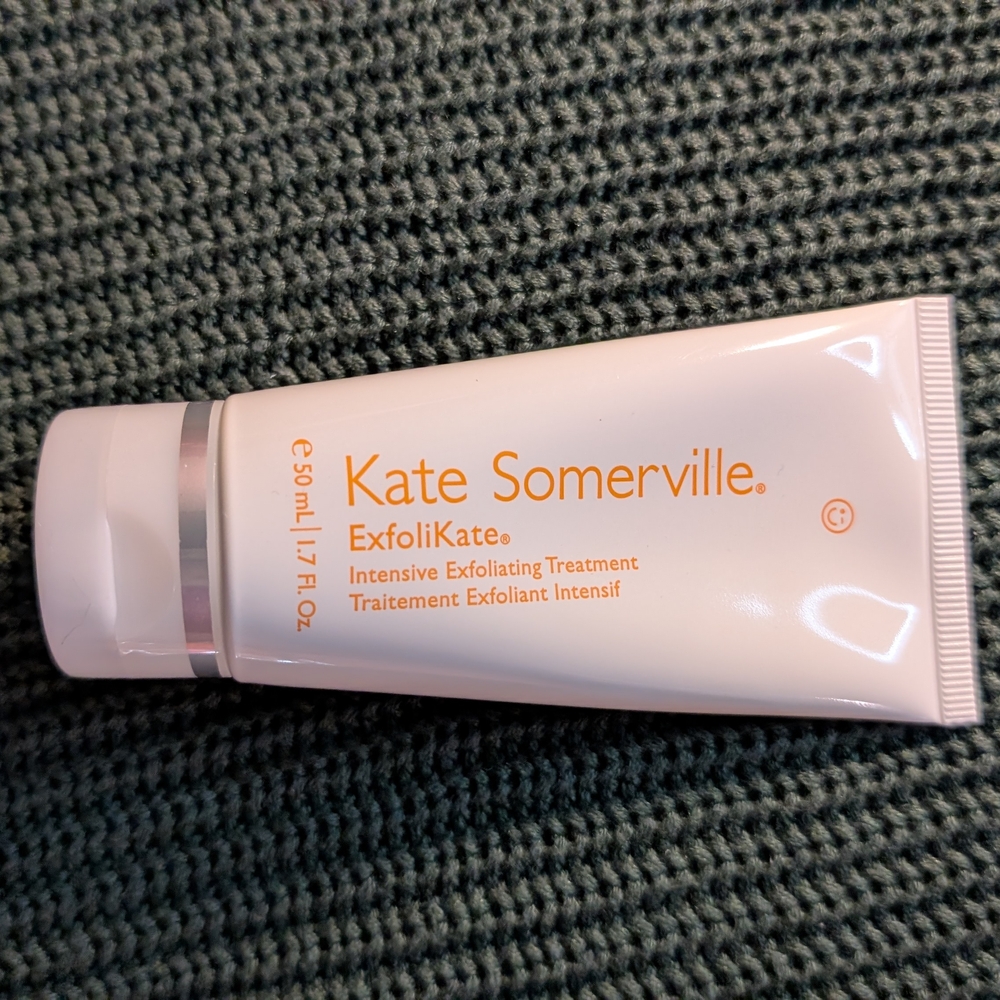 Kate Somerville®
ExfoliKate®
Intensive Exfoliating Treatment
Traitement Exfoliant Intensif
e 50 mL | 1.7 Fl. Oz.